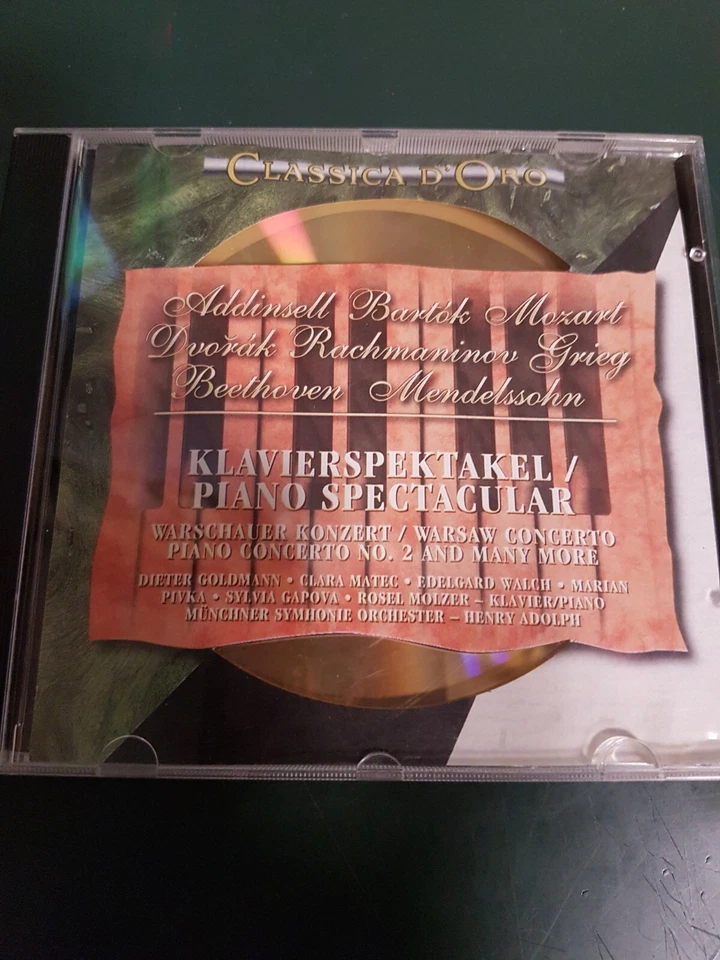 CLASSICA D'ORO
Addinsell Bartók Mozart
Dvořák Rachmaninov Grieg
Beethoven Mendelssohn
KLAVIERSPEKTAKEL /
PIANO SPECTACULAR
WARSCHAUER KONZERT / WARSAW CONCERTO
PIANO CONCERTO NO. 2 AND MANY MORE
DIETER GOLDMANN • CLARA MATEC • EDELGARD WALCH • MARIAN
PIVKA • SYLVIA GAPOVA • ROSEL MOLZER – KLAVIER/PIANO
MÜNCHNER SYMHONIE ORCHESTER – HENRY ADOLPH